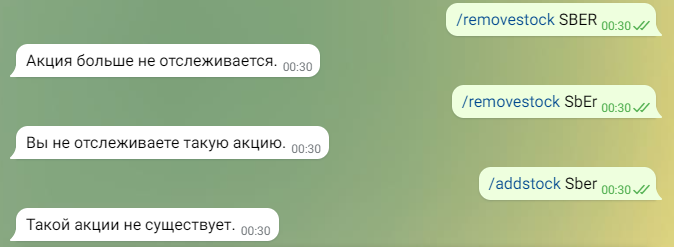 /removestock SBER 00:30
Акция больше не отслеживается. 00:30
/removestock SbEr 00:30
Вы не отслеживаете такую акцию. 00:30
/addstock Sber 00:30
Такой акции не существует. 00:30